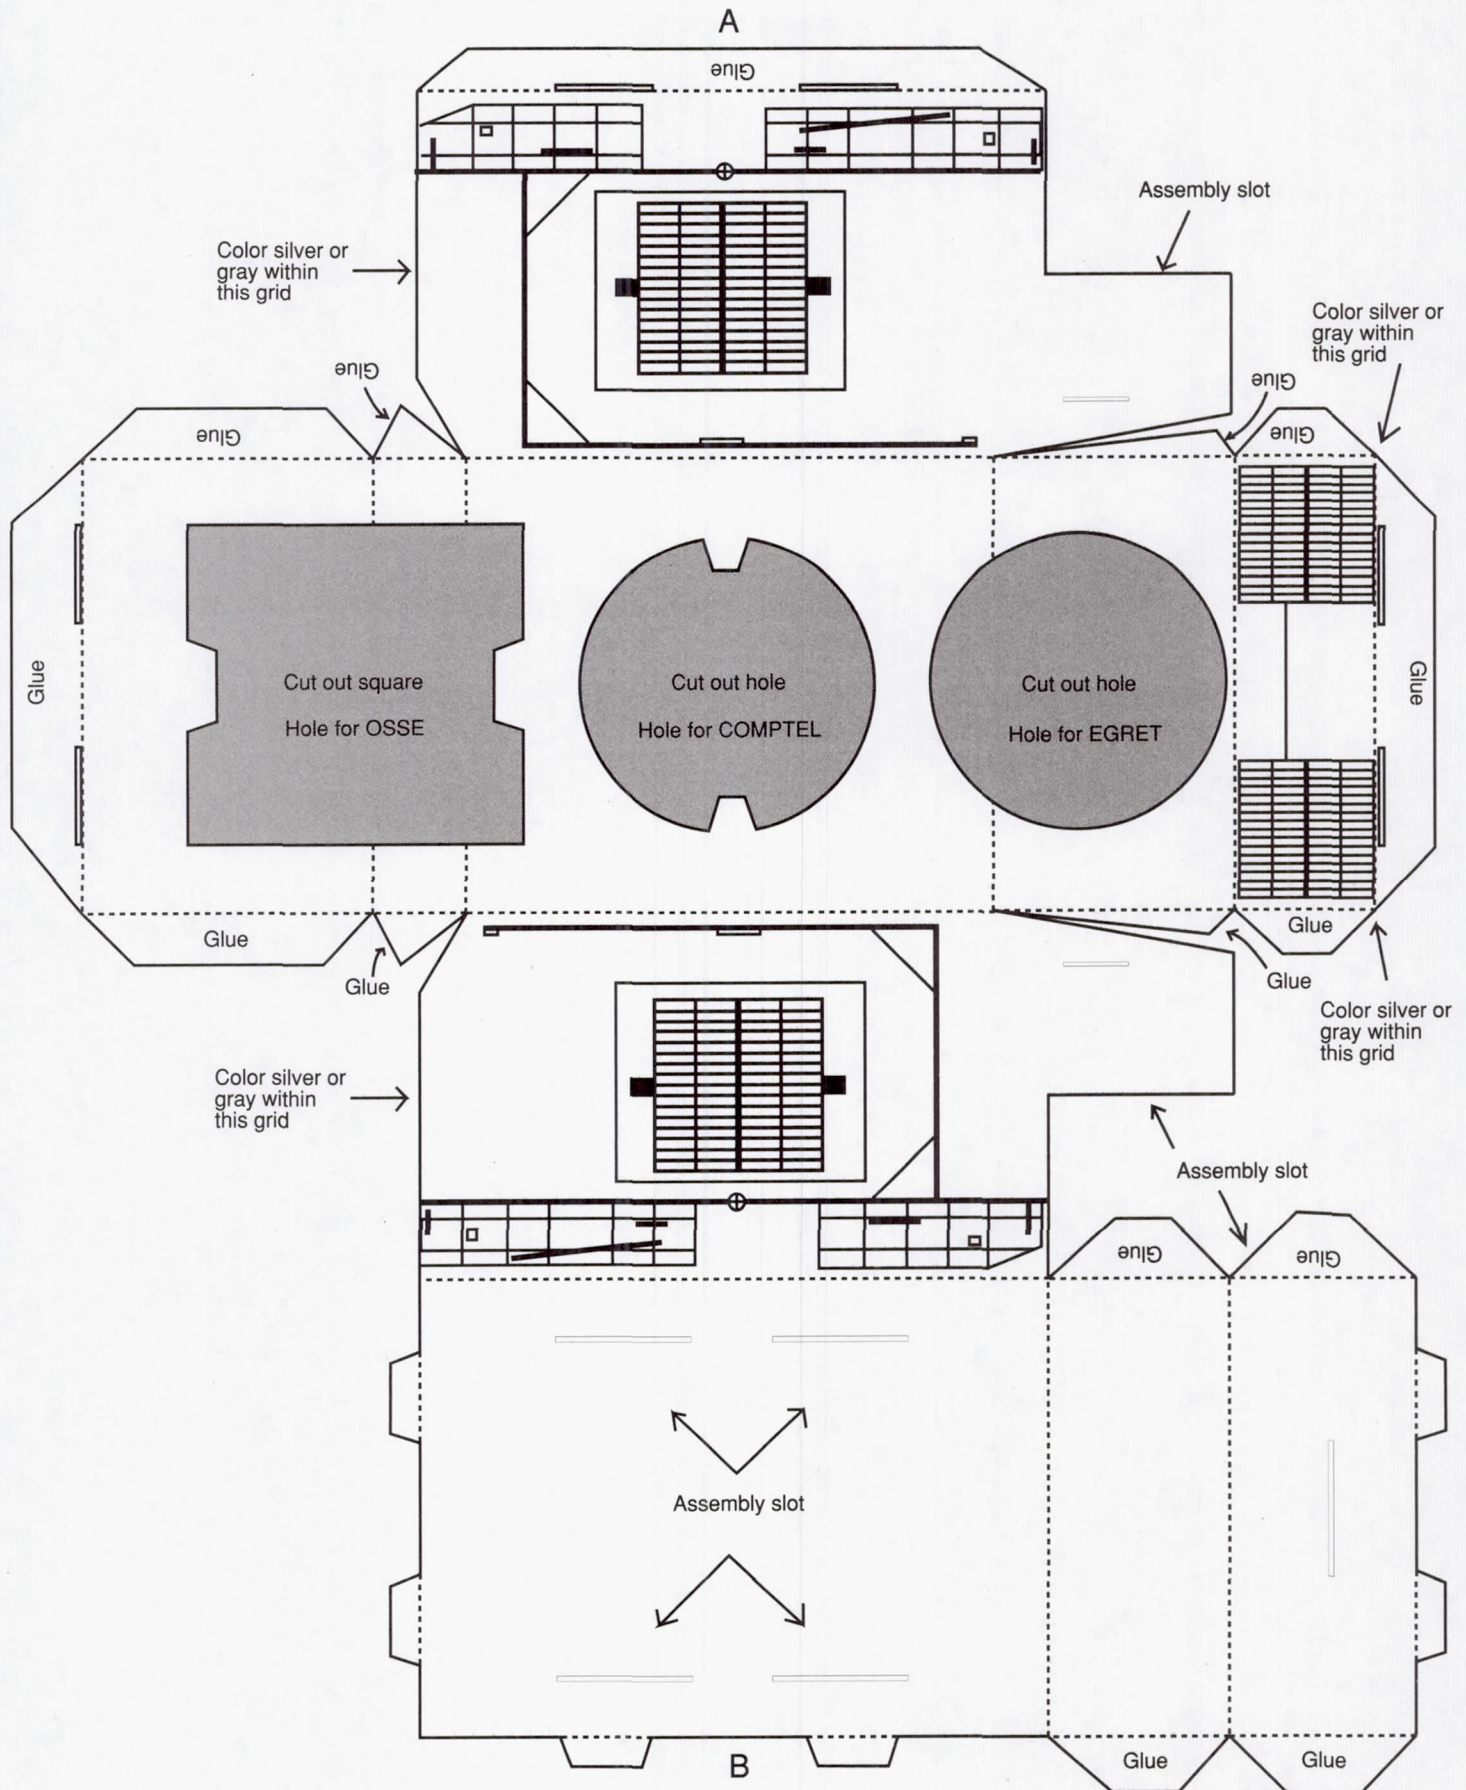 A
Glue
Assembly slot
Color silver or
gray within
this grid
Color silver or
gray within
this grid
Glue
Glue
Glue
Glue
Glue
Cut out square
Hole for OSSE
Cut out hole
Hole for COMPTEL
Cut out hole
Hole for EGRET
Glue
Glue
Glue
Glue
Glue
Glue
Color silver or
gray within
this grid
Color silver or
gray within
this grid
Assembly slot
Glue
Glue
Assembly slot
B
Glue
Glue